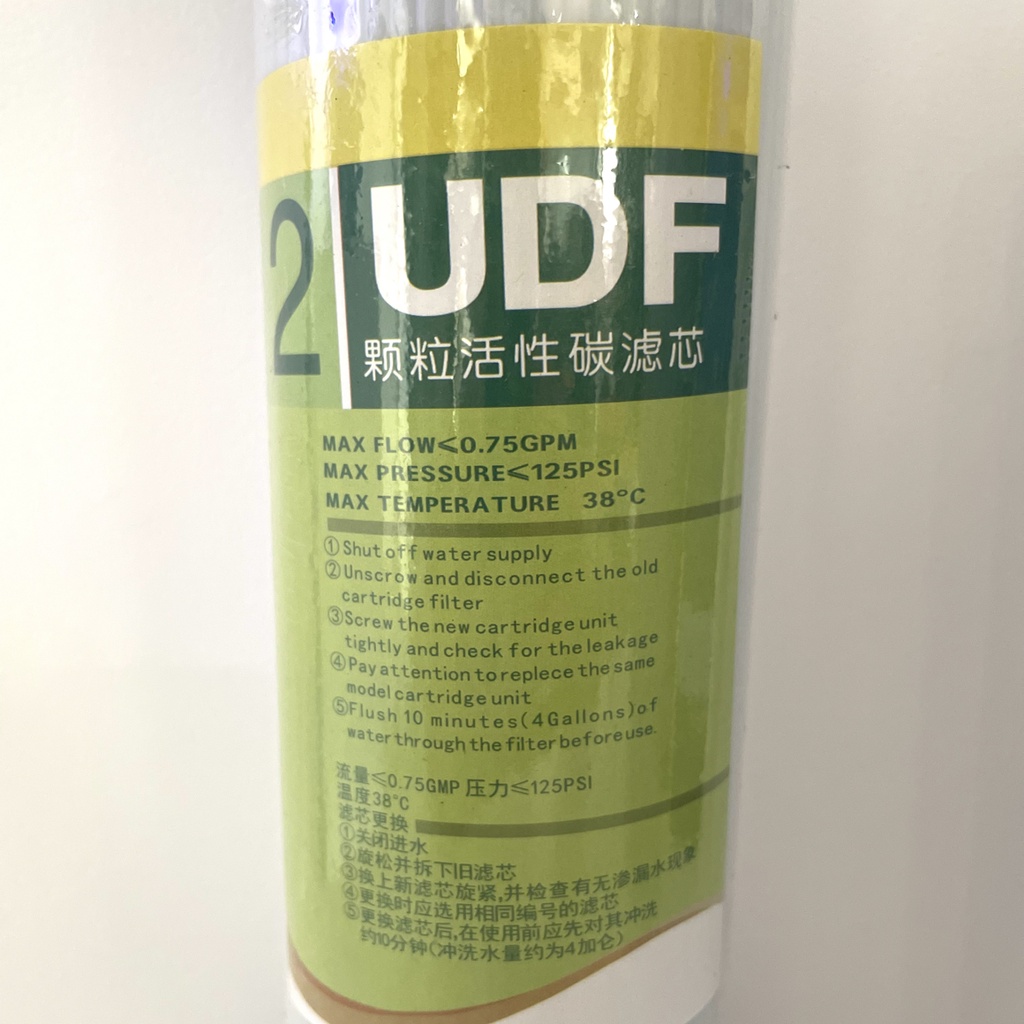 2
UDF
颗粒活性碳滤芯
MAX FLOW≤0.75GPM
MAX PRESSURE≤125PSI
MAX TEMPERATURE 38°C
①Shut off water supply
②Unscrow and disconnect the old
cartridge filter
③Screw the new cartridge unit
tightly and check for the leakage
④Pay attention to replece the same
model cartridge unit
⑤Flush 10 minutes(4Gallons)of
water through the filter before use.
流量≤0.75GMP 压力≤125PSI
温度38°C
滤芯更换
①关闭进水
②旋松并拆下旧滤芯
③换上新滤芯旋紧,并检查有无渗漏水现象
④更换时应选用相同编号的滤芯
⑤更换滤芯后,在使用前应先对其冲洗
约10分钟(冲洗水量约为4加仑)